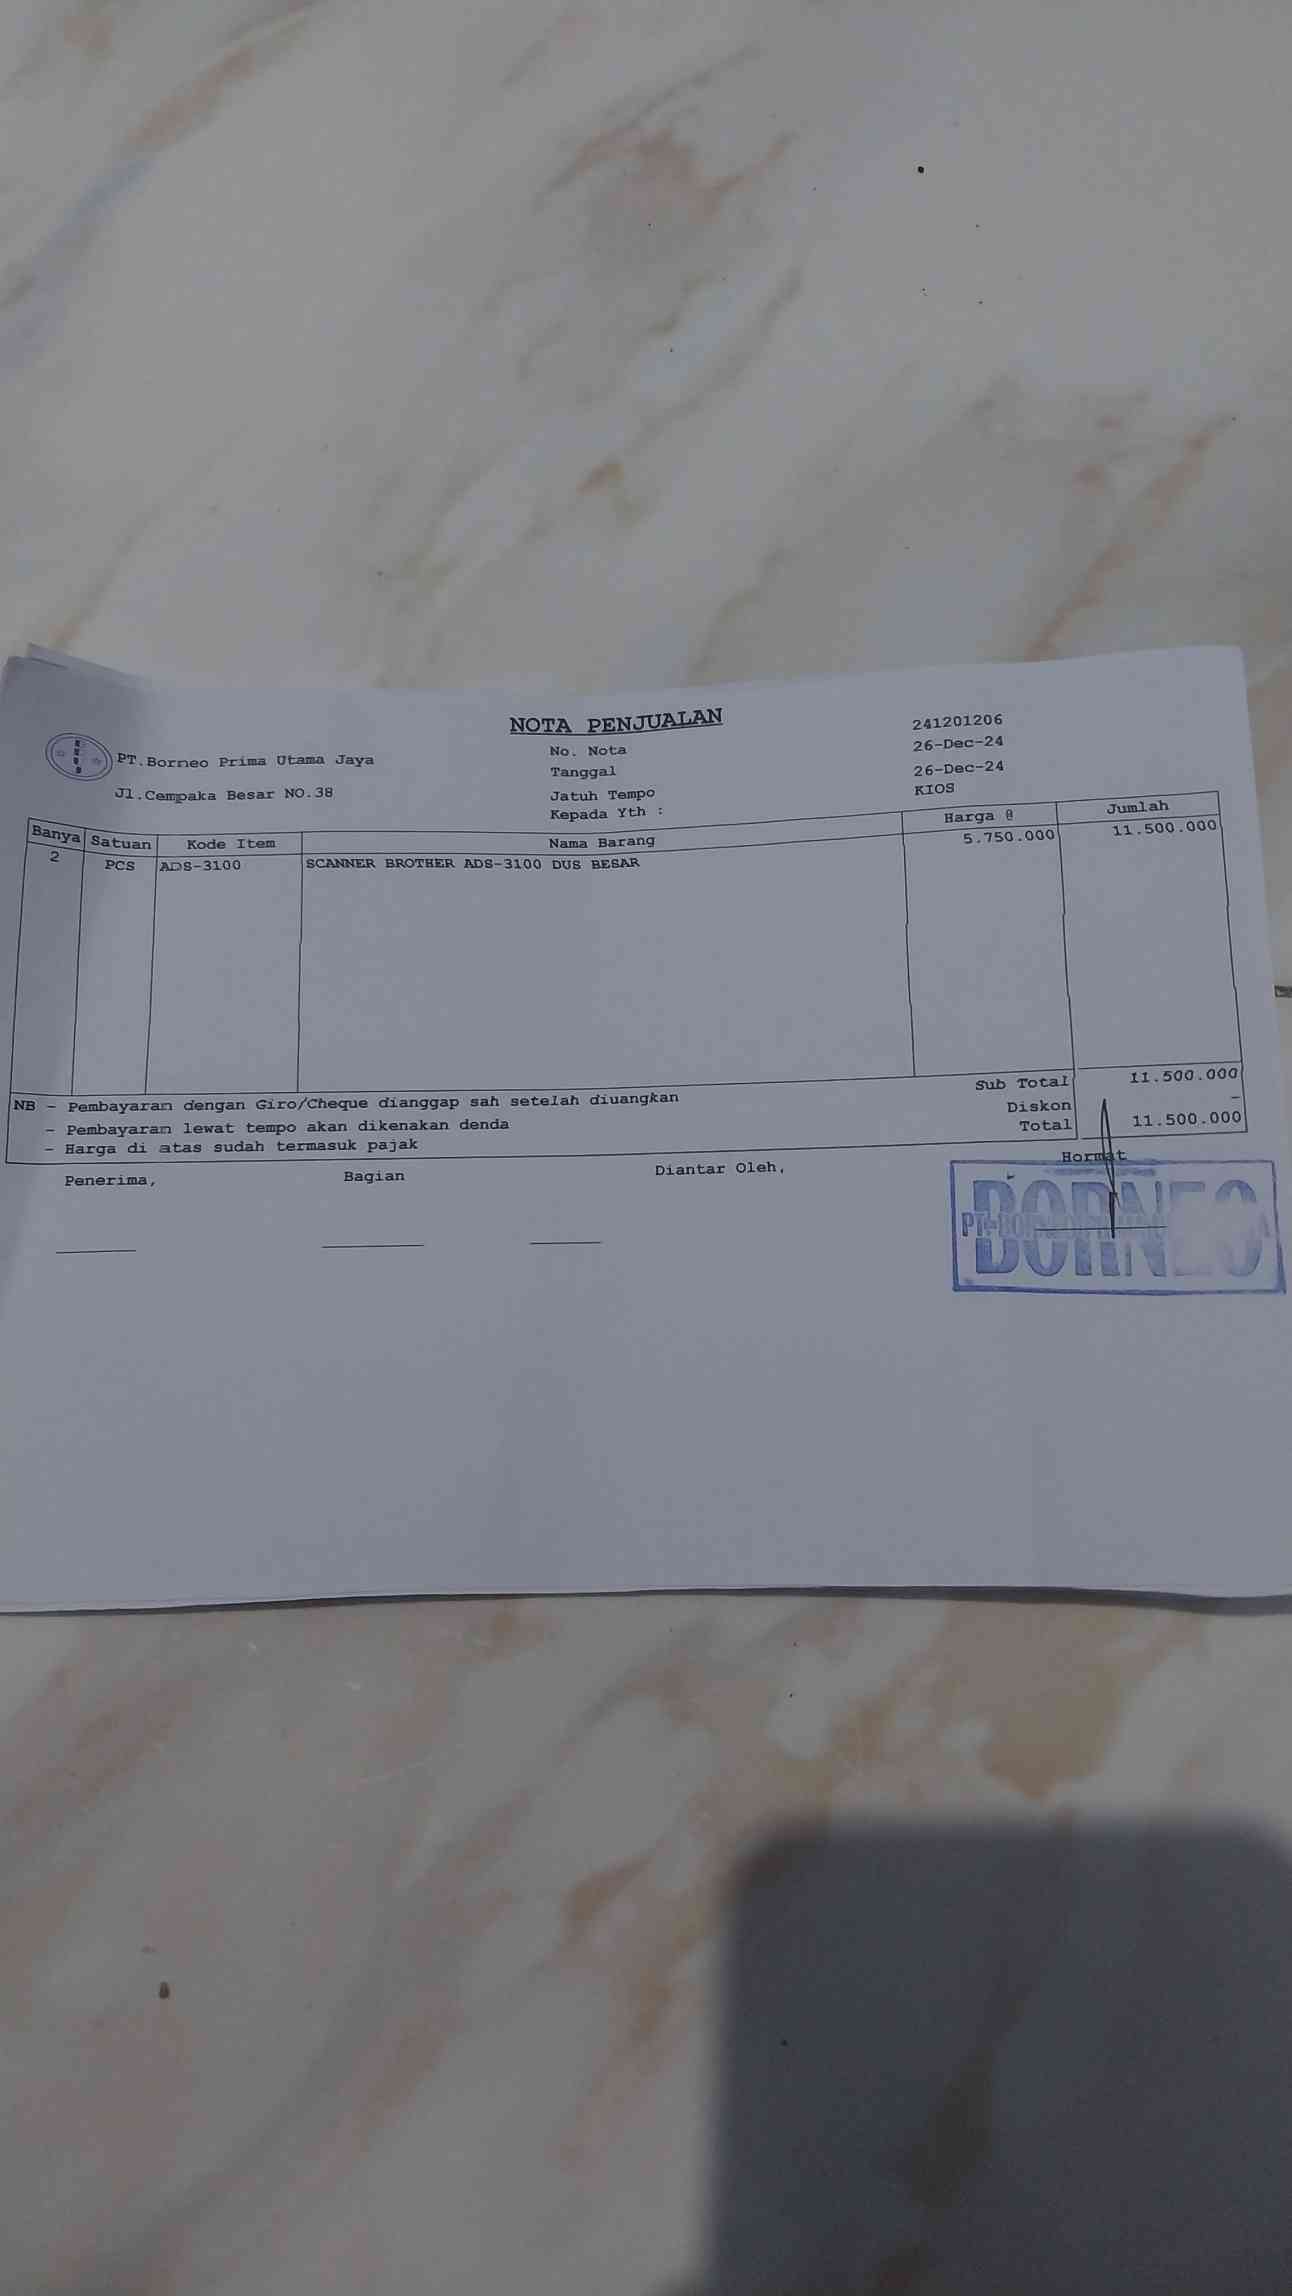 NOTA PENJUALAN
PT.Borneo Prima Utama Jaya
Jl.Cempaka Besar NO.38
No. Nota 241201206
Tanggal 26-Dec-24
Jatuh Tempo 26-Dec-24
Kepada Yth : KIOS
Banya Satuan Kode Item Nama Barang Harga @ Jumlah
2 PCS ADS-3100 SCANNER BROTHER ADS-3100 DUS BESAR 5.750.000 11.500.000
Sub Total 11.500.000
Diskon -
Total 11.500.000
NB - Pembayaran dengan Giro/Cheque dianggap sah setelah diuangkan
- Pembayaran lewat tempo akan dikenakan denda
- Harga di atas sudah termasuk pajak
Penerima, Bagian Diantar Oleh, Hormat
BORNEO